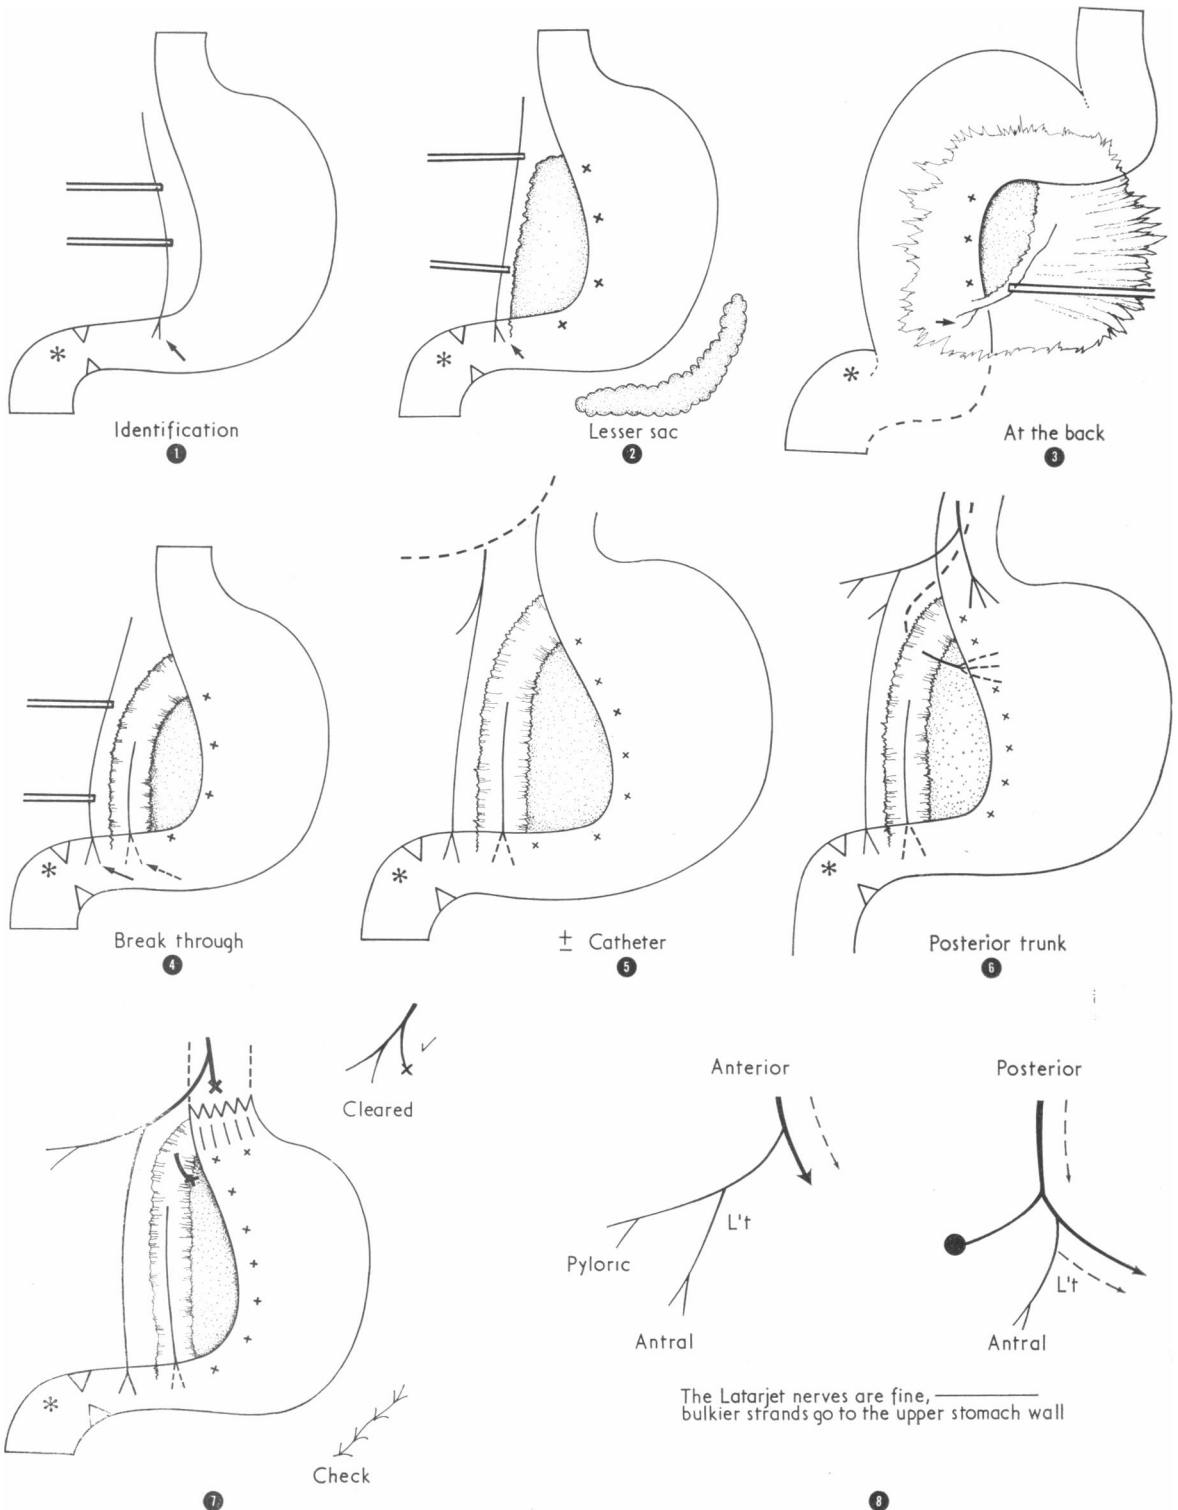 Identification
1
Lesser sac
2
At the back
3
Break through
4
± Catheter
5
Posterior trunk
6
Cleared
Check
7
Anterior
Posterior
L't
Pyloric
Antral
L't
Antral
The Latarjet nerves are fine,
bulkier strands go to the upper stomach wall
8